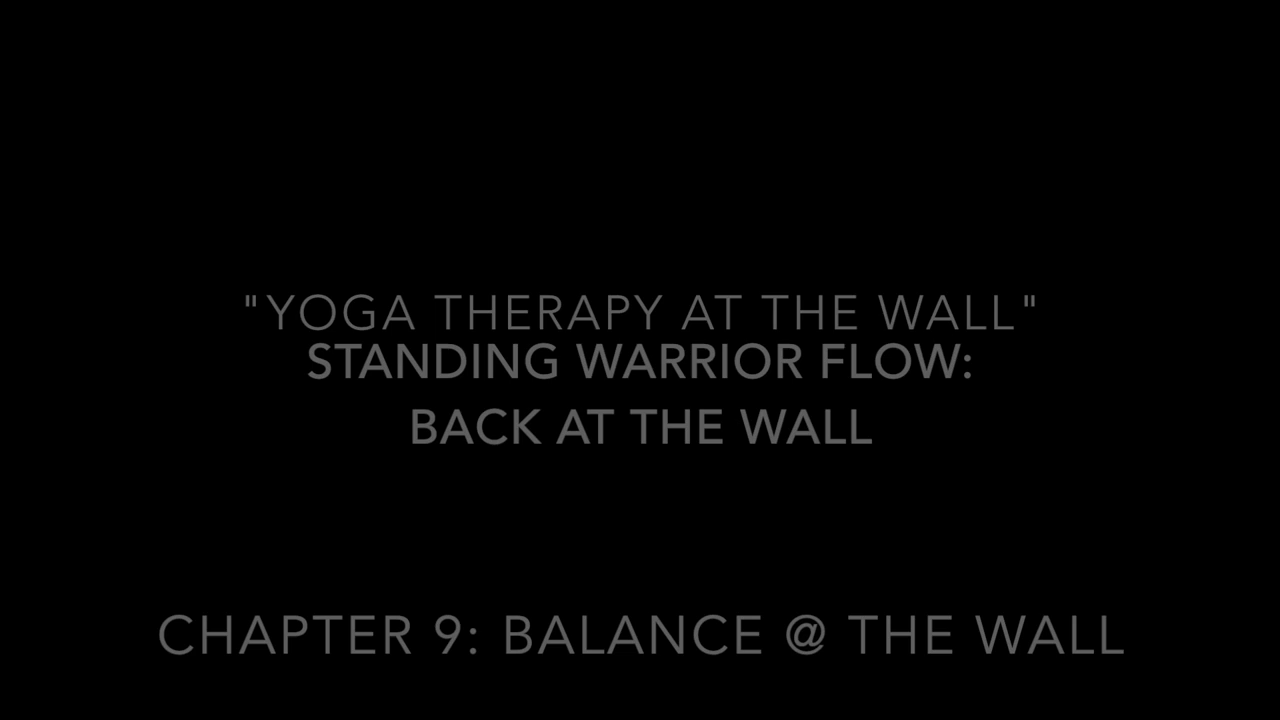 "YOGA THERAPY AT THE WALL"
STANDING WARRIOR FLOW:
BACK AT THE WALL
CHAPTER 9: BALANCE @ THE WALL